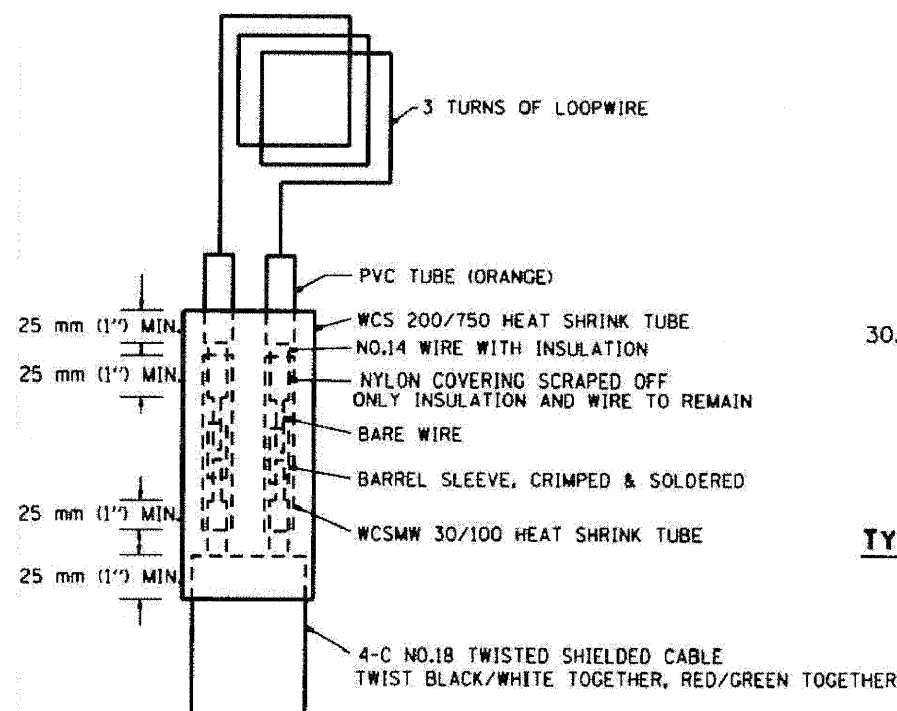 3 TURNS OF LOOPWIRE
PVC TUBE (ORANGE)
25 mm (1") MIN.
WCS 200/750 HEAT SHRINK TUBE
30.
NO.14 WIRE WITH INSULATION
25 mm (1") MIN.
NYLON COVERING SCRAPED OFF
ONLY INSULATION AND WIRE TO REMAIN
BARE WIRE
BARREL SLEEVE, CRIMPED & SOLDERED
25 mm (1") MIN.
WCSMW 30/100 HEAT SHRINK TUBE
TY
25 mm (1") MIN.
4-C NO.18 TWISTED SHIELDED CABLE
TWIST BLACK/WHITE TOGETHER, RED/GREEN TOGETHER